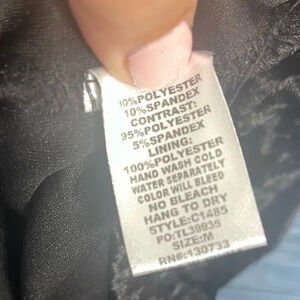 90%POLYESTER
10%SPANDEX
CONTRAST:
95%POLYESTER
5%SPANDEX
LINING:
100%POLYESTER
HAND WASH COLD
WATER SEPARATELY
COLOR WILL BLEED
NO BLEACH
HANG TO DRY
STYLE:C1485
PO:TL39935
SIZE:M
RN#:130733